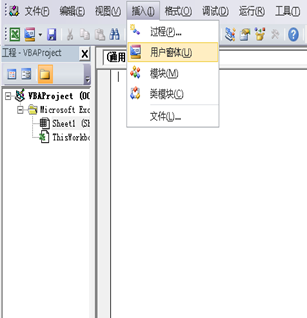 文件(F) 编辑(E) 视图(V) 插入(I) 格式(O) 调试(D) 运行(R) 工具(T)
过程(P)...
工程 - VBAProject
(通用
用户窗体(U)
模块(M)
类模块(C)
文件(L)...
VBAProject (OO
Microsoft Exc
Sheet1 (Sh
ThisWorkbo